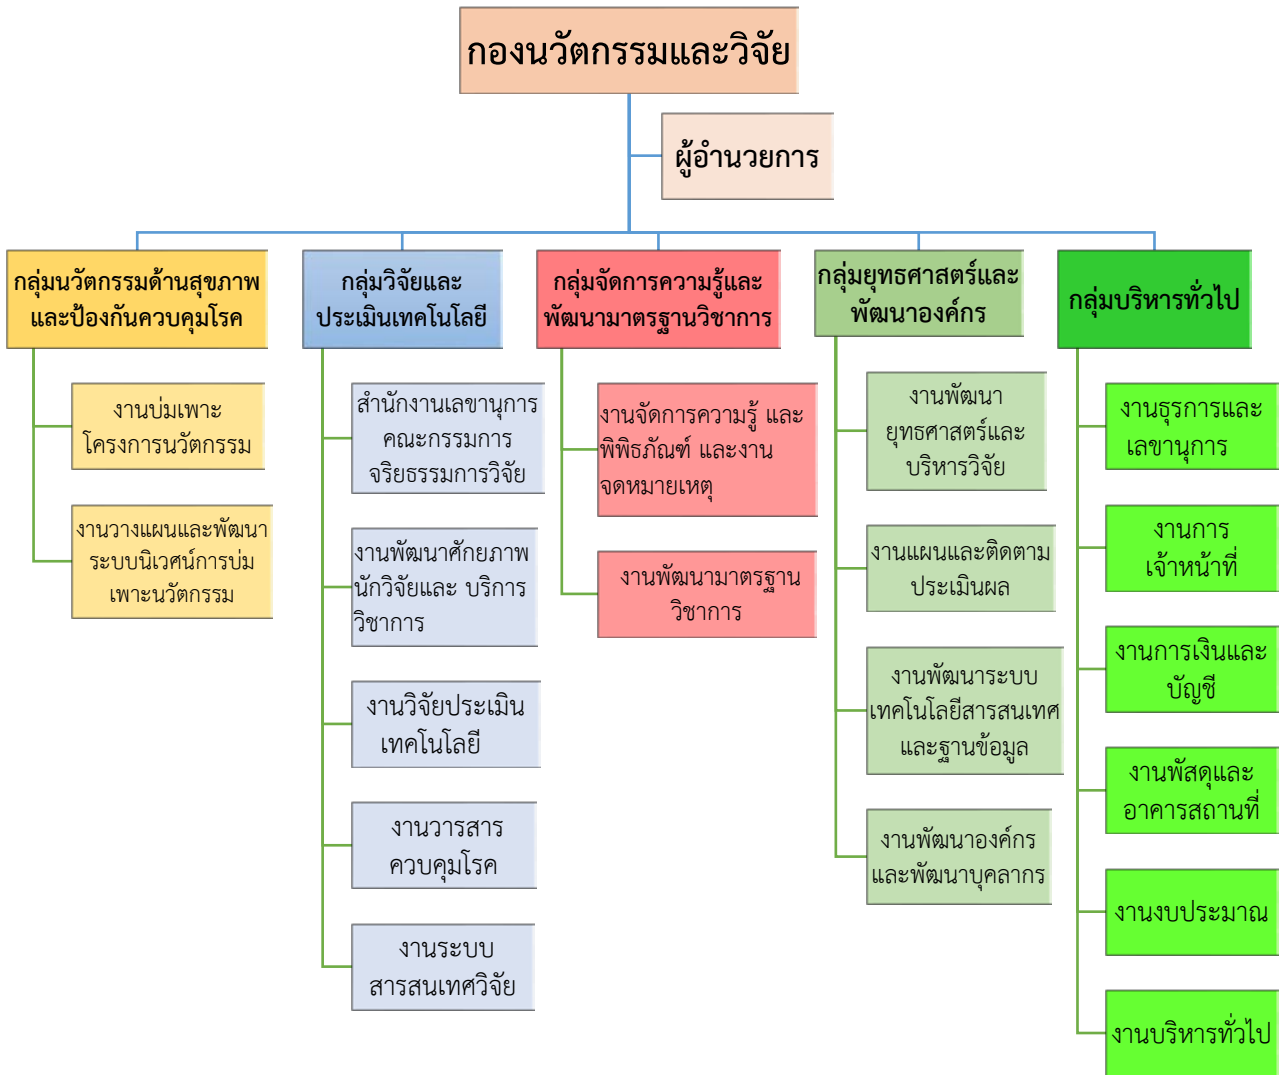 กองนวัตกรรมและวิจัย
ผู้อำนวยการ
กลุ่มนวัตกรรมด้านสุขภาพ
และป้องกันควบคุมโรค
งานบ่มเพาะ
โครงการนวัตกรรม
งานวางแผนและพัฒนา
ระบบนิเวศน์การบ่ม
เพาะนวัตกรรม
กลุ่มวิจัยและ
ประเมินเทคโนโลยี
สำนักงานเลขานุการ
คณะกรรมการ
จริยธรรมการวิจัย
งานพัฒนาศักยภาพ
นักวิจัยและ บริการ
วิชาการ
งานวิจัยประเมิน
เทคโนโลยี
งานวารสาร
ควบคุมโรค
งานระบบ
สารสนเทศวิจัย
กลุ่มจัดการความรู้และ
พัฒนามาตรฐานวิชาการ
งานจัดการความรู้ และ
พิพิธภัณฑ์ และงาน
จดหมายเหตุ
งานพัฒนามาตรฐาน
วิชาการ
กลุ่มยุทธศาสตร์และ
พัฒนาองค์กร
งานพัฒนา
ยุทธศาสตร์และ
บริหารวิจัย
งานแผนและติดตาม
ประเมินผล
งานพัฒนาระบบ
เทคโนโลยีสารสนเทศ
และฐานข้อมูล
งานพัฒนาองค์กร
และพัฒนาบุคลากร
กลุ่มบริหารทั่วไป
งานธุรการและ
เลขานุการ
งานการ
เจ้าหน้าที่
งานการเงินและ
บัญชี
งานพัสดุและ
อาคารสถานที่
งานงบประมาณ
งานบริหารทั่วไป